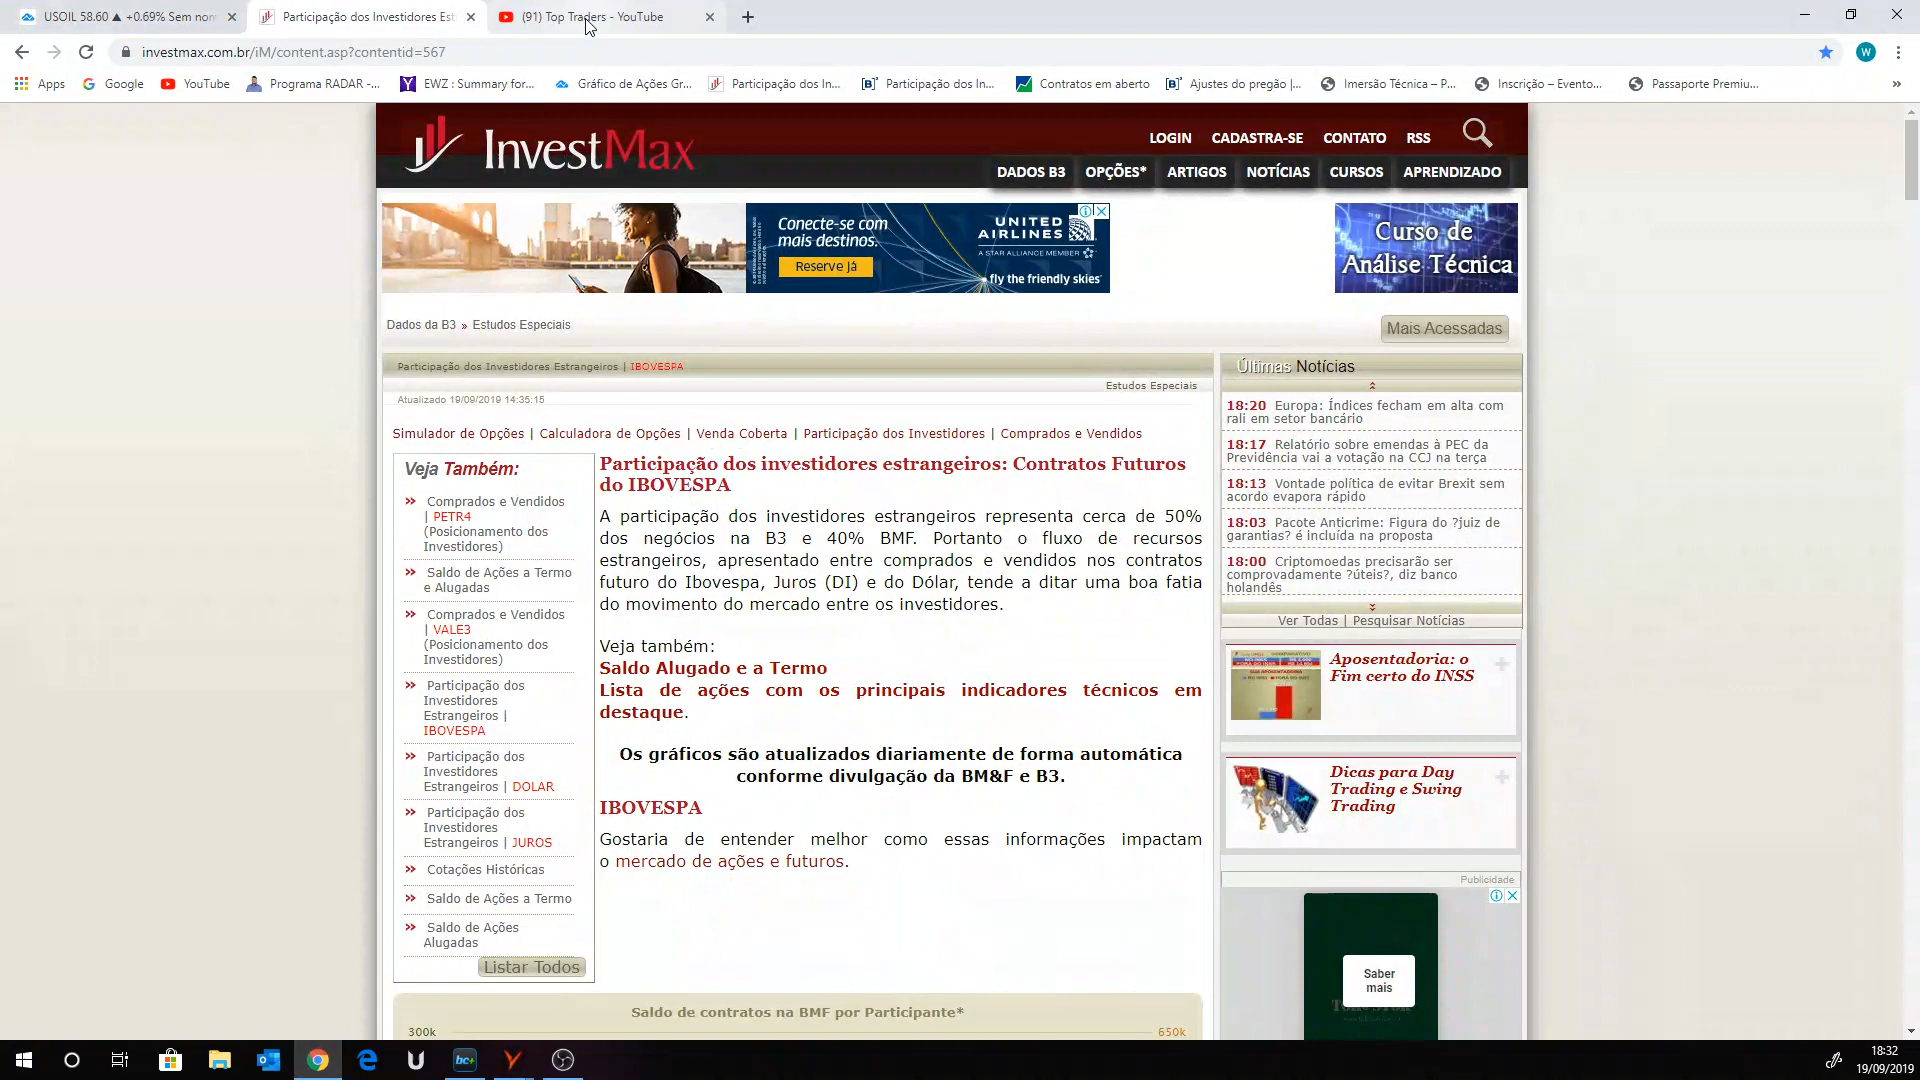 USOIL 58.60 ▲ +0.69% Sem nom
Participação dos Investidores Est
(91) Top Traders - YouTube
investmax.com.br/iM/content.asp?contentid=567
W
Apps
Google
YouTube
Programa RADAR -...
EWZ : Summary for...
Gráfico de Ações Gr...
Participação dos In...
Participação dos In...
Contratos em aberto
Ajustes do pregão |...
Imersão Técnica – P...
Inscrição – Evento...
Passaporte Premiu...
InvestMax
LOGIN CADASTRA-SE CONTATO RSS
DADOS B3 OPÇÕES* ARTIGOS NOTÍCIAS CURSOS APRENDIZADO
Conecte-se com
mais destinos.
Reserve já
UNITED
AIRLINES
A STAR ALLIANCE MEMBER
fly the friendly skies
Curso de
Análise Técnica
Dados da B3 » Estudos Especiais
Mais Acessadas
Participação dos Investidores Estrangeiros | IBOVESPA
Estudos Especiais
Atualizado 19/09/2019 14:35:15
Simulador de Opções | Calculadora de Opções | Venda Coberta | Participação dos Investidores | Comprados e Vendidos
Veja Também:
Comprados e Vendidos
| PETR4
(Posicionamento dos
Investidores)
Saldo de Ações a Termo
e Alugadas
Comprados e Vendidos
| VALE3
(Posicionamento dos
Investidores)
Participação dos
Investidores
Estrangeiros |
IBOVESPA
Participação dos
Investidores
Estrangeiros | DOLAR
Participação dos
Investidores
Estrangeiros | JUROS
Cotações Históricas
Saldo de Ações a Termo
Saldo de Ações
Alugadas
Listar Todos
Participação dos investidores estrangeiros: Contratos Futuros
do IBOVESPA
A participação dos investidores estrangeiros representa cerca de 50%
dos negócios na B3 e 40% BMF. Portanto o fluxo de recursos
estrangeiros, apresentado entre comprados e vendidos nos contratos
futuro do Ibovespa, Juros (DI) e do Dólar, tende a ditar uma boa fatia
do movimento do mercado entre os investidores.
Veja também:
Saldo Alugado e a Termo
Lista de ações com os principais indicadores técnicos em
destaque.
Os gráficos são atualizados diariamente de forma automática
conforme divulgação da BM&F e B3.
IBOVESPA
Gostaria de entender melhor como essas informações impactam
o mercado de ações e futuros.
Saldo de contratos na BMF por Participante*
300k
650k
Últimas Notícias
18:20 Europa: Índices fecham em alta com
rali em setor bancário
18:17 Relatório sobre emendas à PEC da
Previdência vai a votação na CCJ na terça
18:13 Vontade política de evitar Brexit sem
acordo evapora rápido
18:03 Pacote Anticrime: Figura do ?juiz de
garantias? é incluída na proposta
18:00 Criptomoedas precisarão ser
comprovadamente ?úteis?, diz banco
holandês
Ver Todas | Pesquisar Notícias
Aposentadoria: o
Fim certo do INSS
Dicas para Day
Trading e Swing
Trading
Publicidade
Saber
mais
bc+
18:32
19/09/2019